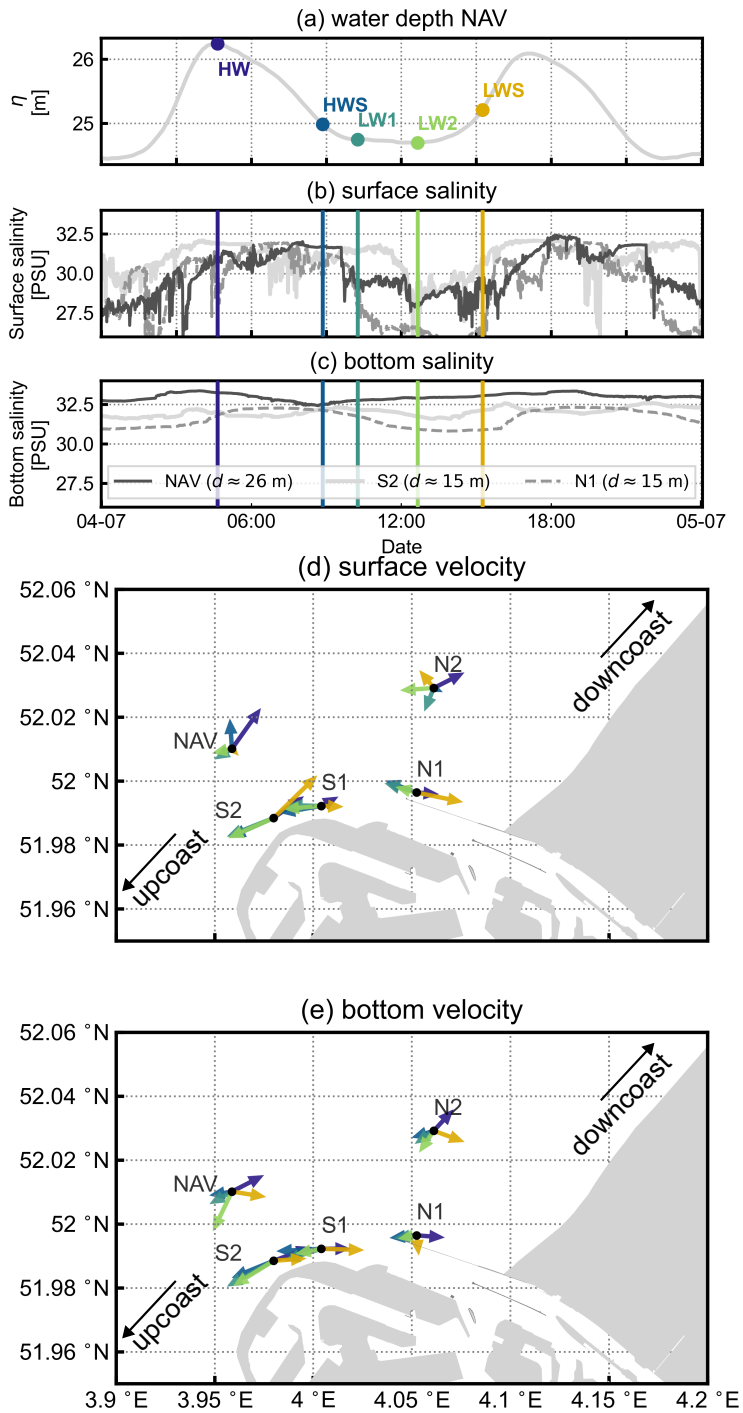 (a) water depth NAV
η
[m]
26
25
HW
HWS
LW1
LW2
LWS
(b) surface salinity
Surface salinity
[PSU]
32.5
30.0
27.5
(c) bottom salinity
Bottom salinity
[PSU]
32.5
30.0
27.5
NAV (d ≈ 26 m)
S2 (d ≈ 15 m)
N1 (d ≈ 15 m)
04-07
06:00
12:00
18:00
05-07
Date
(d) surface velocity
52.06 °N
52.04 °N
52.02 °N
52 °N
51.98 °N
51.96 °N
downcoast
N2
NAV
S1
N1
S2
upcoast
(e) bottom velocity
52.06 °N
52.04 °N
52.02 °N
52 °N
51.98 °N
51.96 °N
downcoast
N2
NAV
S1
N1
S2
upcoast
3.9 °E
3.95 °E
4 °E
4.05 °E
4.1 °E
4.15 °E
4.2 °E